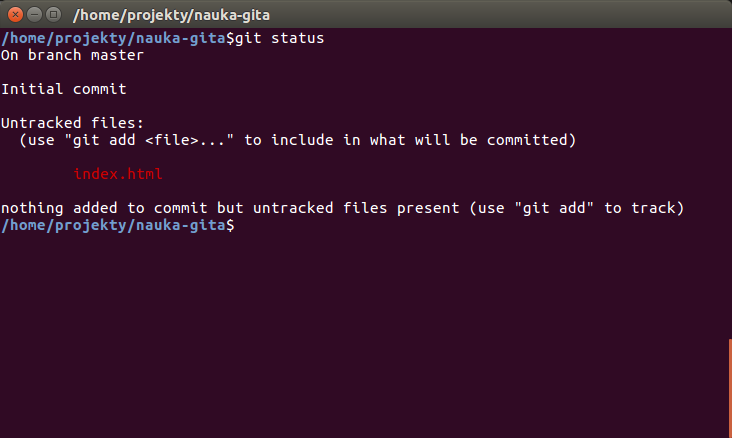 /home/projekty/nauka-gita
/home/projekty/nauka-gita$git status
On branch master
Initial commit
Untracked files:
  (use "git add <file>..." to include in what will be committed)
        index.html
nothing added to commit but untracked files present (use "git add" to track)
/home/projekty/nauka-gita$